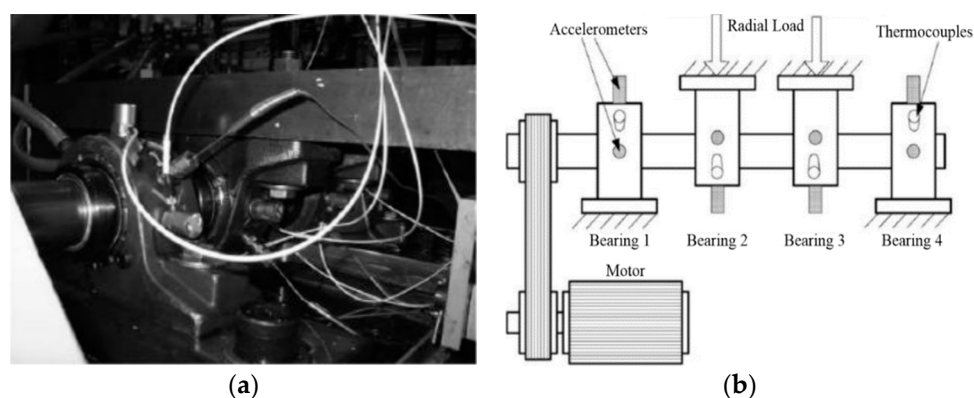 Accelerometers
Radial Load
Thermocouples
Bearing 1
Bearing 2
Bearing 3
Bearing 4
Motor
(a)
(b)